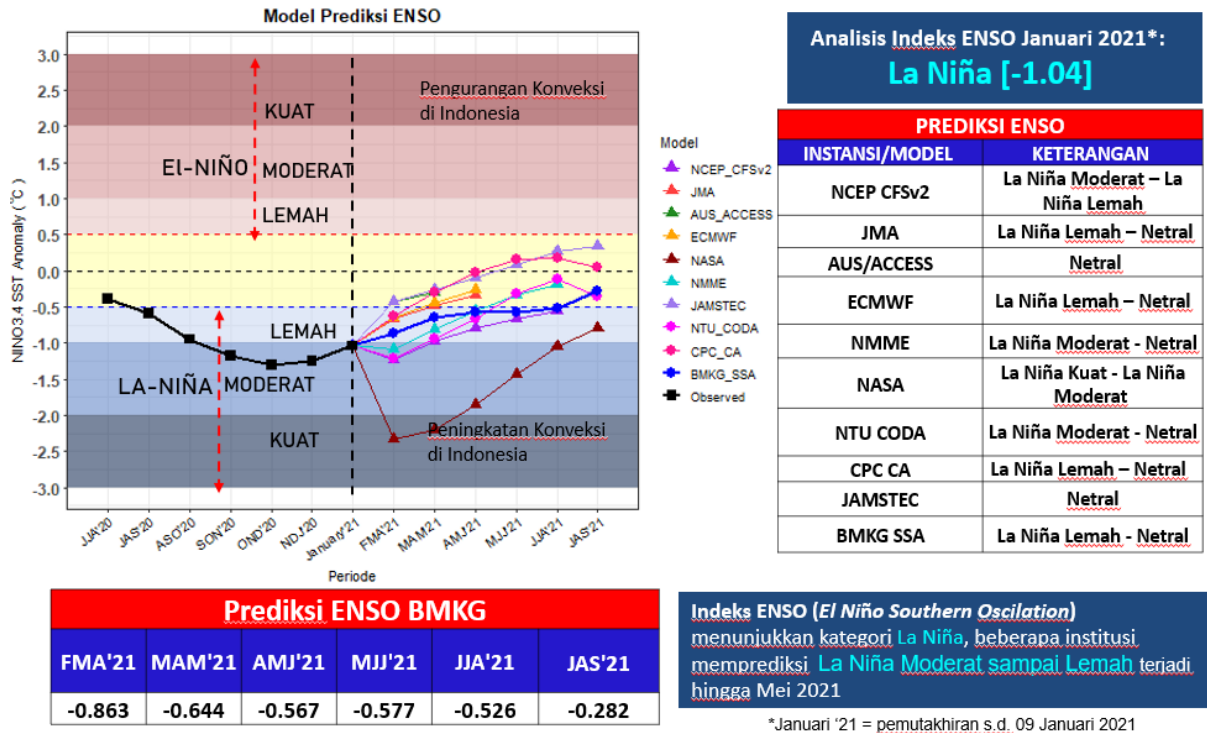 Model Prediksi ENSO
NINO3.4 SST Anomaly (°C)
3.0
2.5
2.0
1.5
1.0
0.5
0.0
-0.5
-1.0
-1.5
-2.0
-2.5
-3.0
El-NIÑO
KUAT
MODERAT
LEMAH
Pengurangan Konveksi
di Indonesia
LA-NIÑA
LEMAH
MODERAT
KUAT
Peningkatan Konveksi
di Indonesia
JJA'20
JAS'20
ASO'20
SON'20
OND'20
NDJ'20
January'21
FMA'21
MAM'21
AMJ'21
MJJ'21
JJA'21
JAS'21
Periode
Model
NCEP_CFSv2
JMA
AUS_ACCESS
ECMWF
NASA
NMME
JAMSTEC
NTU_CODA
CPC_CA
BMKG_SSA
Observed
Analisis Indeks ENSO Januari 2021*:
La Niña [-1.04]
PREDIKSI ENSO
INSTANSI/MODEL KETERANGAN
NCEP CFSv2 La Niña Moderat – La
Niña Lemah
JMA La Niña Lemah – Netral
AUS/ACCESS Netral
ECMWF La Niña Lemah – Netral
NMME La Niña Moderat - Netral
NASA La Niña Kuat - La Niña
Moderat
NTU CODA La Niña Moderat - Netral
CPC CA La Niña Lemah – Netral
JAMSTEC Netral
BMKG SSA La Niña Lemah - Netral
Prediksi ENSO BMKG
FMA'21 MAM'21 AMJ'21 MJJ'21 JJA'21 JAS'21
-0.863 -0.644 -0.567 -0.577 -0.526 -0.282
Indeks ENSO (El Niño Southern Oscilation)
menunjukkan kategori La Niña, beberapa institusi
memprediksi La Niña Moderat sampai Lemah terjadi
hingga Mei 2021
*Januari '21 = pemutakhiran s.d. 09 Januari 2021